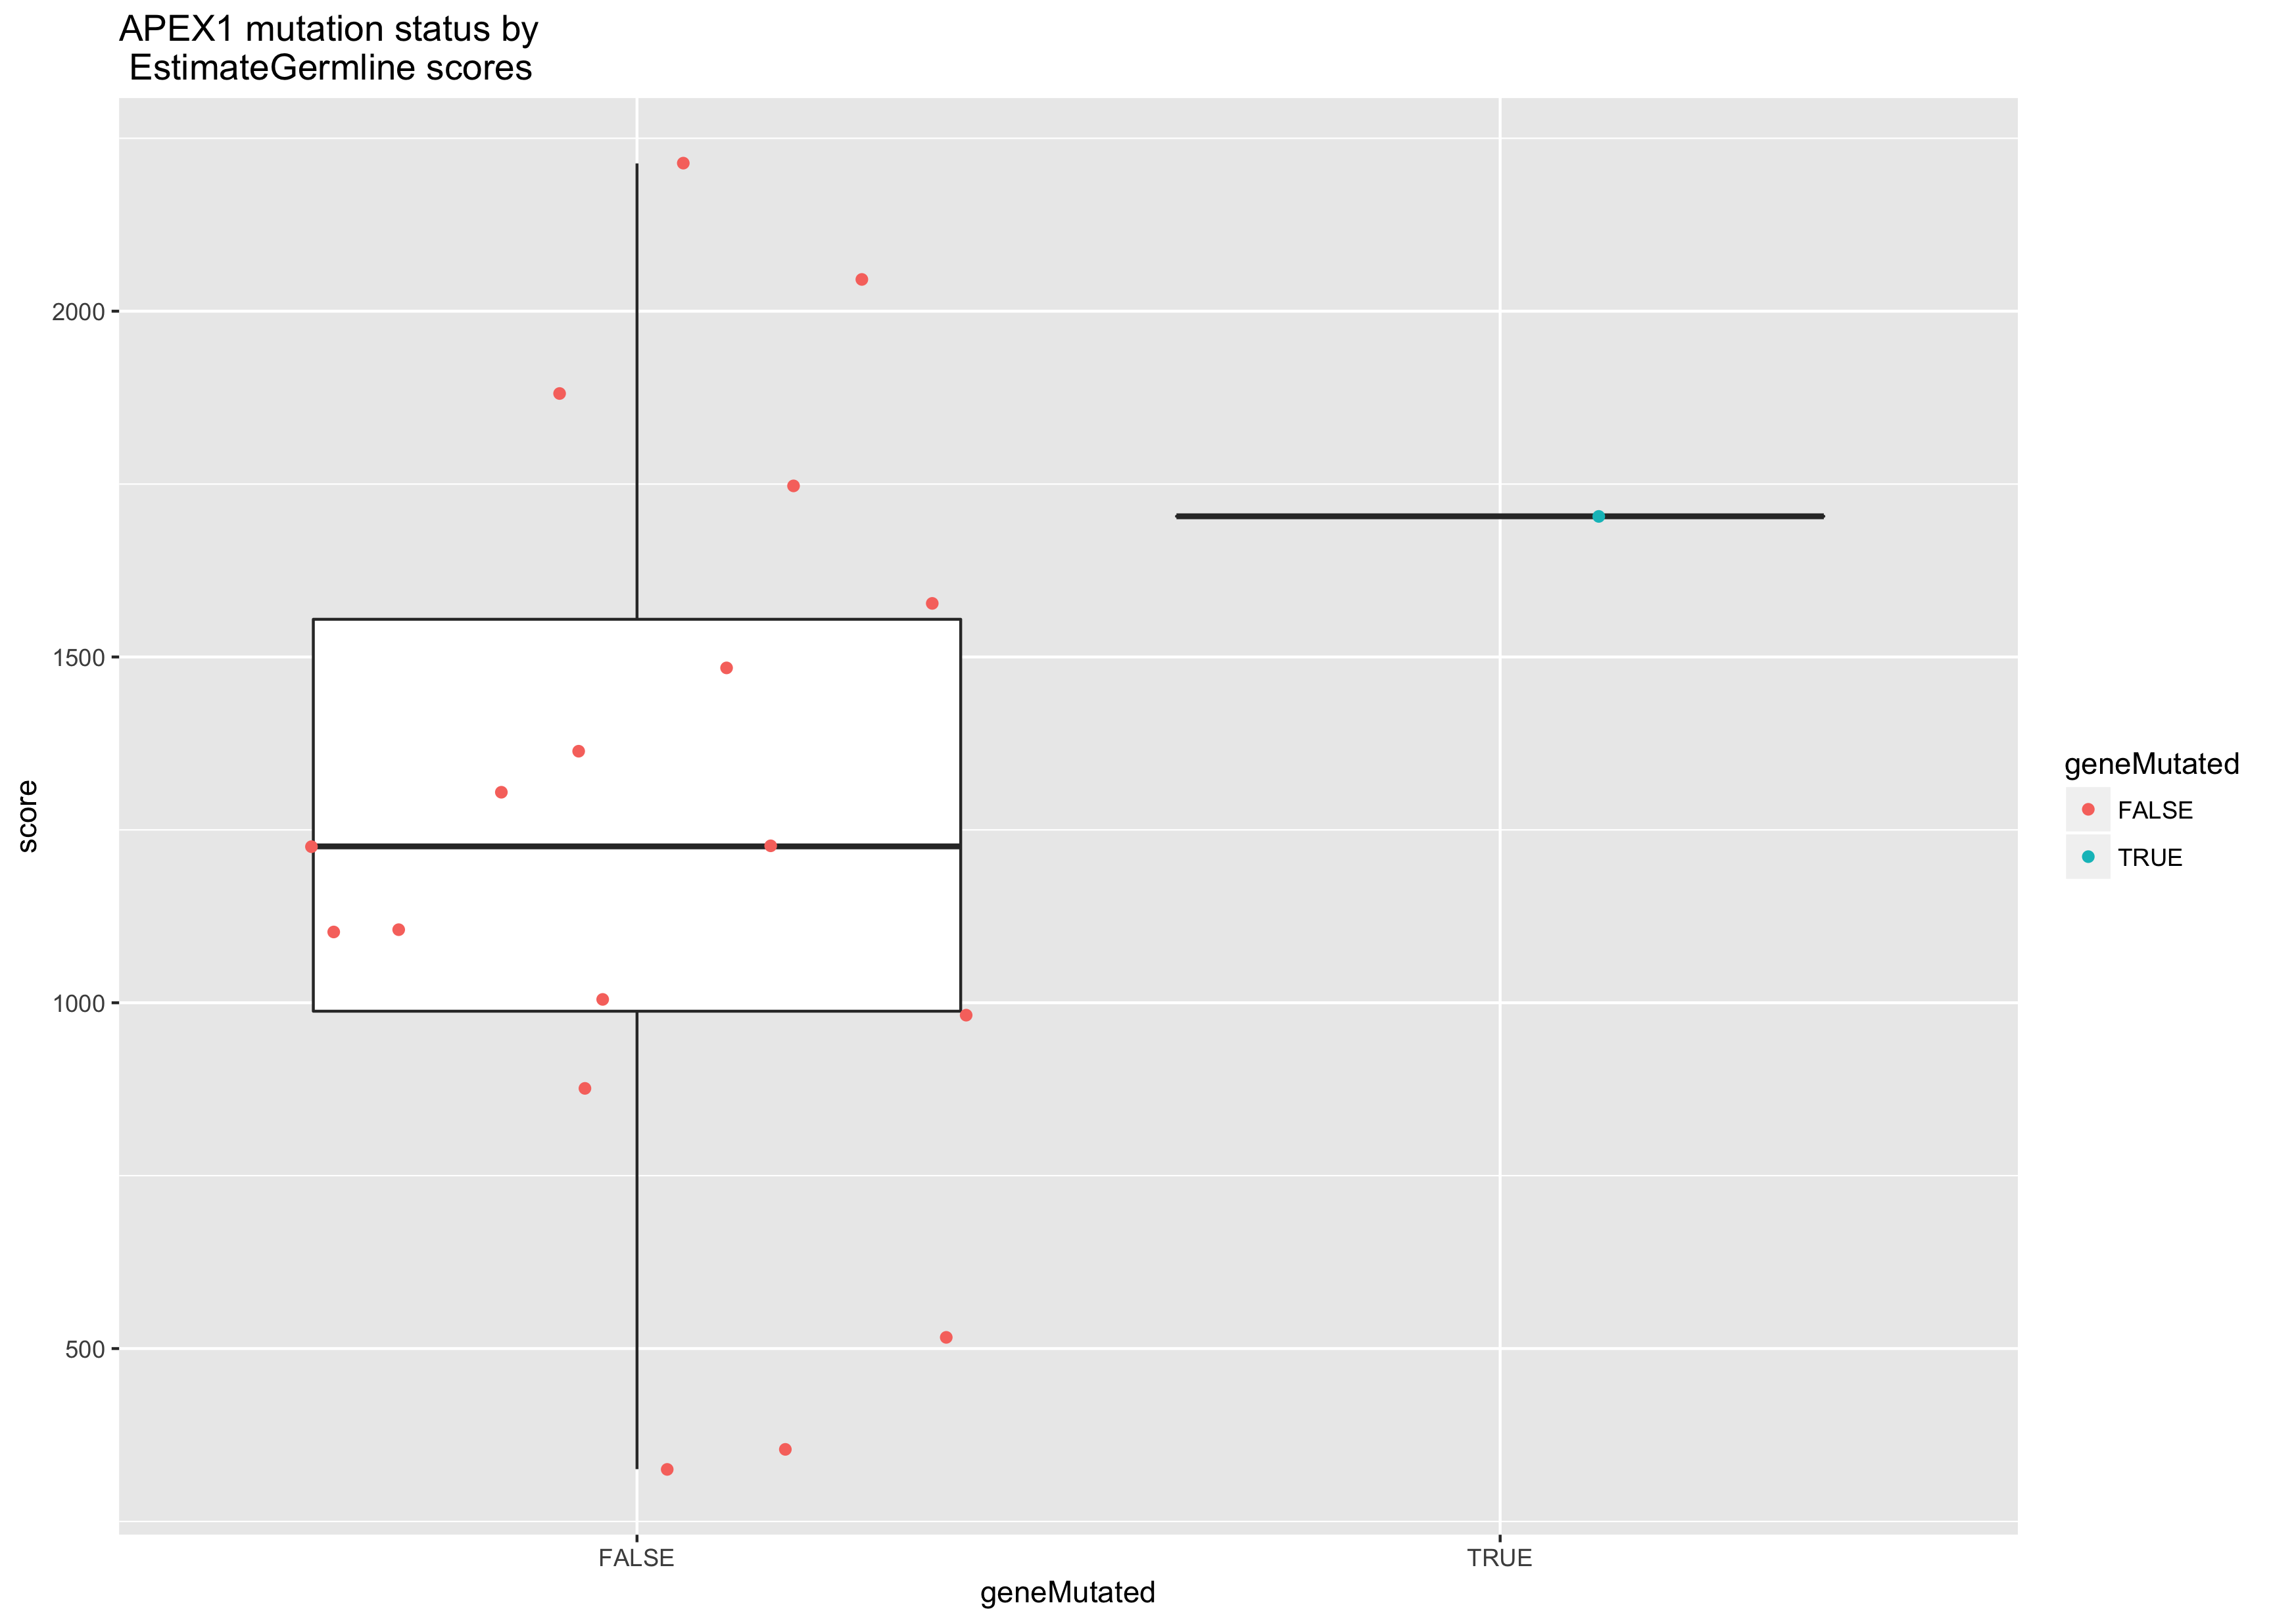 APEX1 mutation status by
EstimateGermline scores
score
2000
1500
1000
500
FALSE
TRUE
geneMutated
geneMutated
FALSE
TRUE